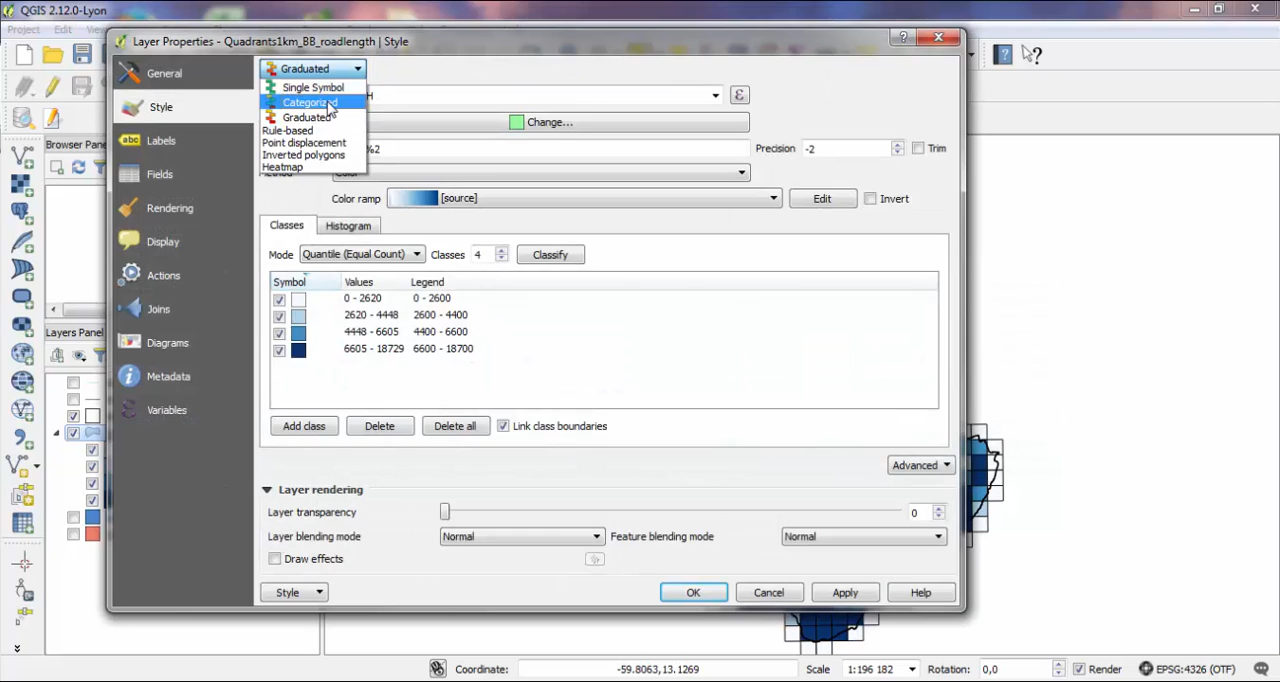 QGIS 2.12.0-Lyon
Project Edit
Layer Properties - Quadrants1km_BB_roadlength | Style
General
Style
Labels
Fields
Rendering
Display
Actions
Joins
Diagrams
Metadata
Variables
Graduated
Single Symbol
Categorized
Graduated
Rule-based
Point displacement
Inverted polygons
Heatmap
H
Change...
%2
Precision -2 Trim
Color ramp [source] Edit Invert
Classes Histogram
Mode Quantile (Equal Count) Classes 4 Classify
Symbol Values Legend
0 - 2620 0 - 2600
2620 - 4448 2600 - 4400
4448 - 6605 4400 - 6600
6605 - 18729 6600 - 18700
Add class Delete Delete all Link class boundaries
Advanced
Layer rendering
Layer transparency 0
Layer blending mode Normal Feature blending mode Normal
Draw effects
Style OK Cancel Apply Help
Browser Panel
Layers Panel
abc
Coordinate: -59.8063,13.1269 Scale 1:196 182 Rotation: 0,0 Render EPSG:4326 (OTF)